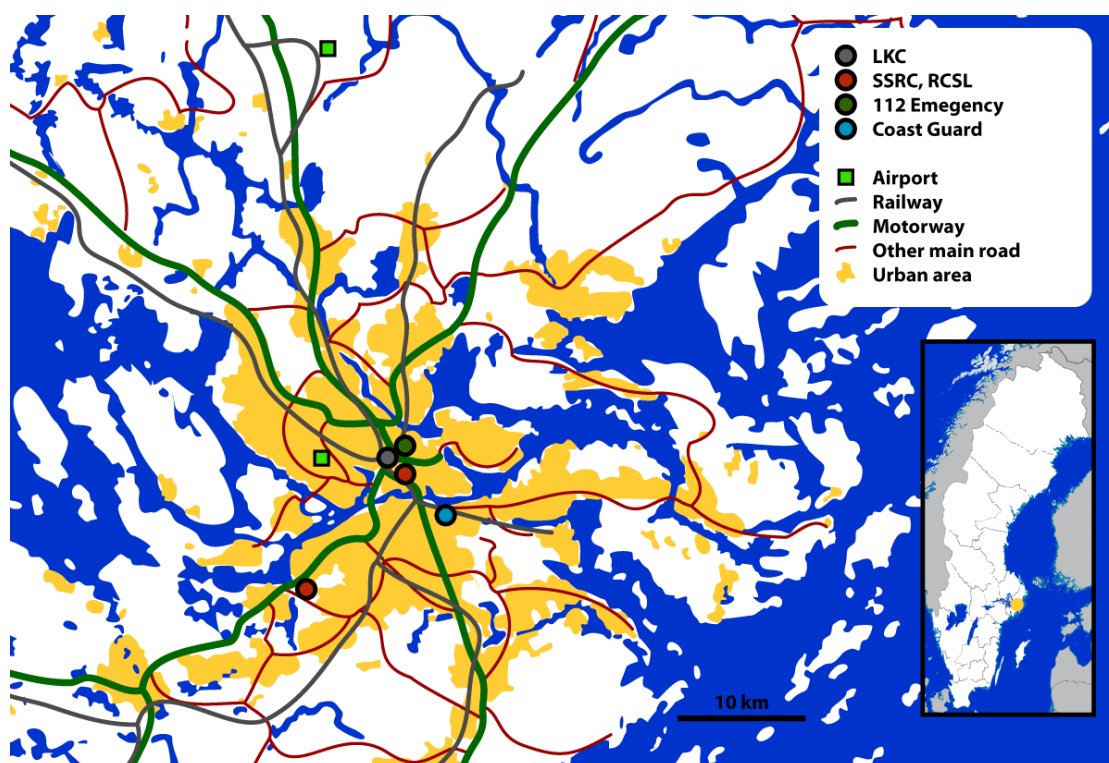 LKC
SSRC, RCSL
112 Emegency
Coast Guard
Airport
Railway
Motorway
Other main road
Urban area
10 km